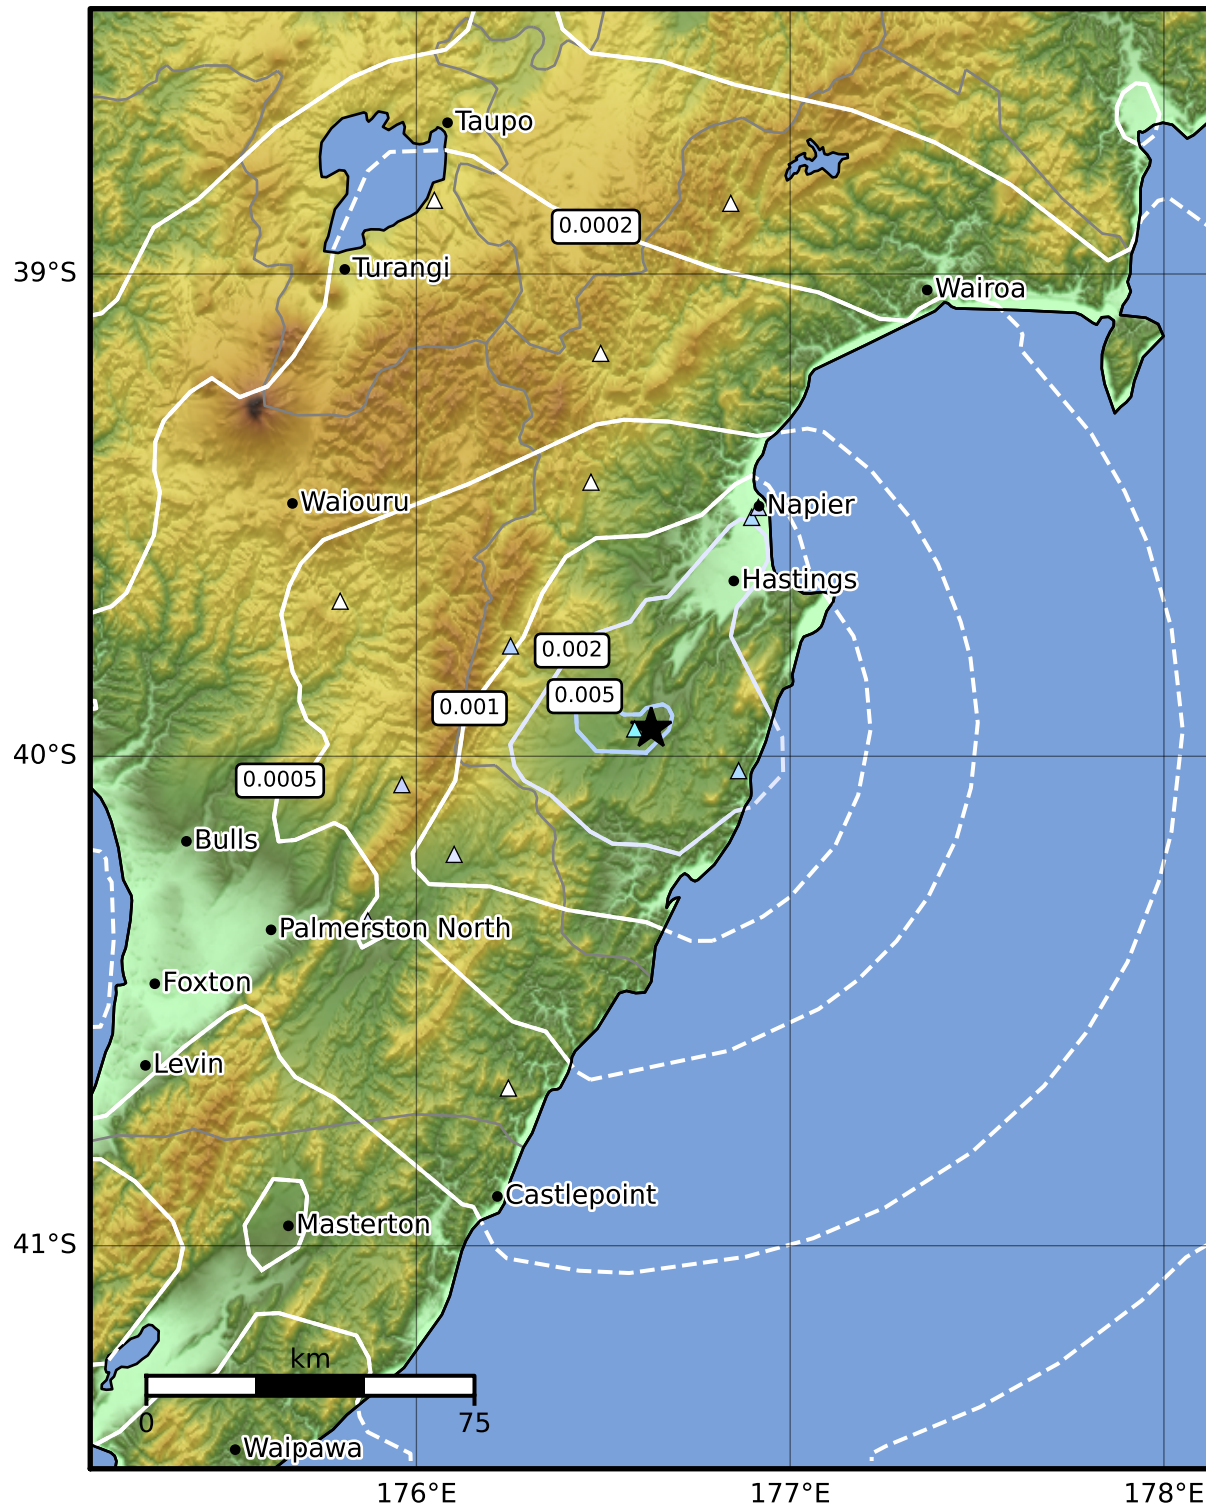 Taupo
0.0002
39°S
Turangi
Wairoa
Waiouru
Napier
Hastings
0.002
0.005
0.001
40°S
0.0005
Bulls
Palmerston North
Foxton
Levin
Castlepoint
Masterton
41°S
km
0 75
Waipawa
176°E 177°E 178°E